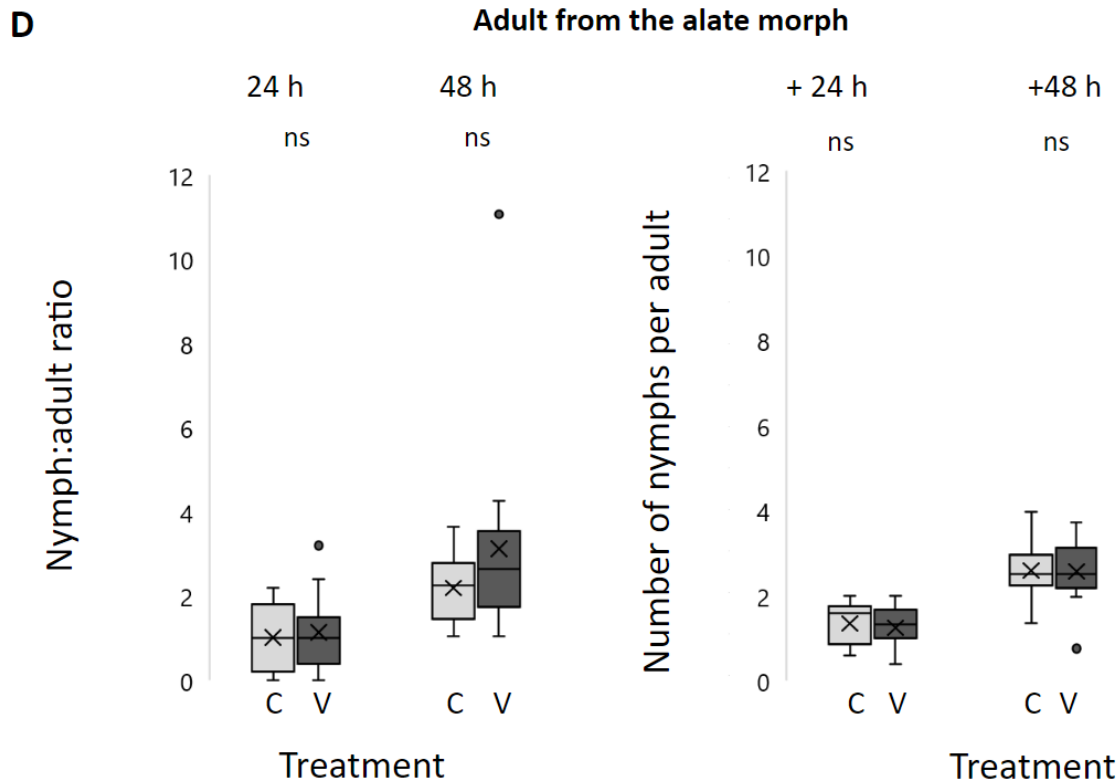 D
Adult from the alate morph
24 h 48 h
ns ns
Nymph:adult ratio
12
10
8
6
4
2
0
C V C V
Treatment
+ 24 h +48 h
ns ns
Number of nymphs per adult
12
10
8
6
4
2
0
C V C V
Treatment